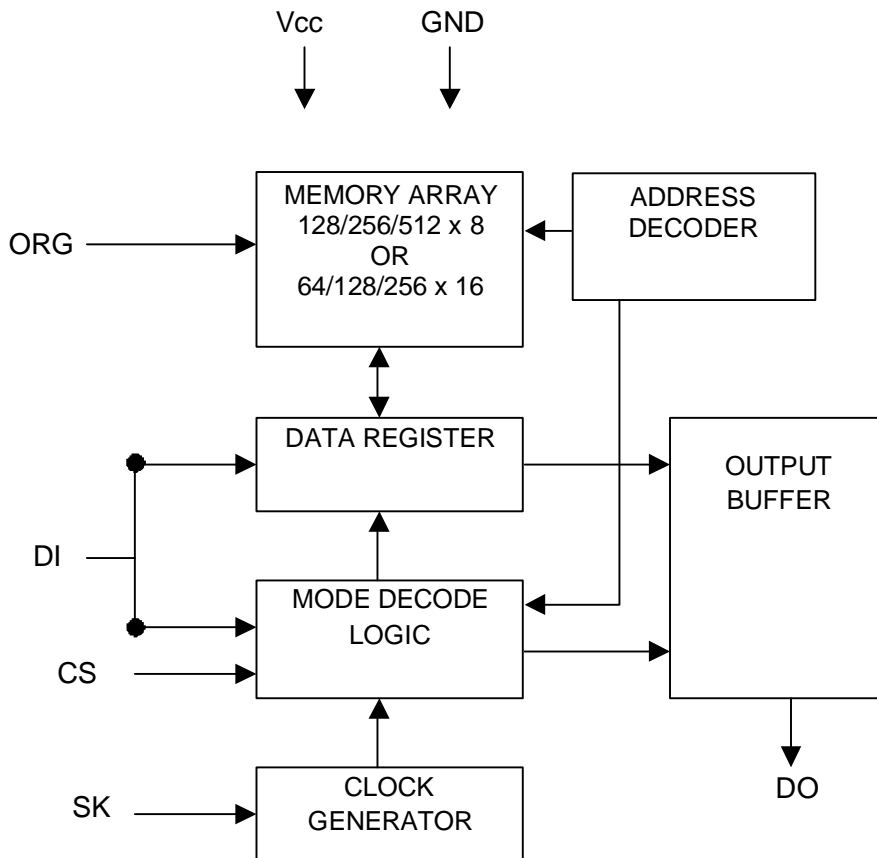 Vcc
GND
MEMORY ARRAY
128/256/512 x 8
OR
64/128/256 x 16
ADDRESS
DECODER
ORG
DATA REGISTER
OUTPUT
BUFFER
DI
MODE DECODE
LOGIC
CS
CLOCK
GENERATOR
SK
DO